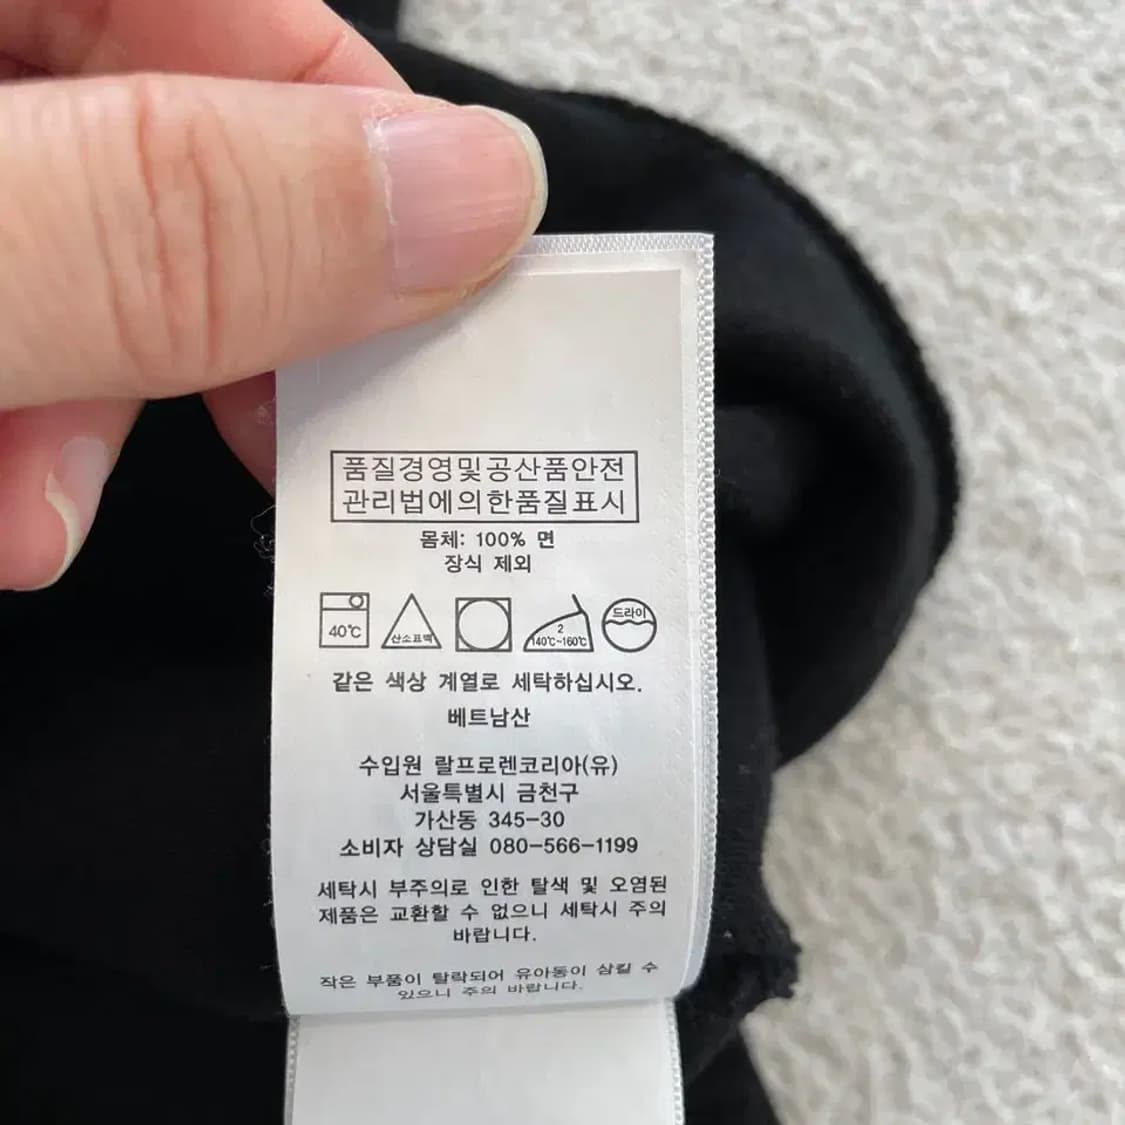 품질경영및공산품안전
관리법에의한품질표시
몸체: 100% 면
장식 제외
40℃
산소표백
2
140℃~160℃
드라이
같은 색상 계열로 세탁하십시오.
베트남산
수입원 랄프로렌코리아(유)
서울특별시 금천구
가산동 345-30
소비자 상담실 080-566-1199
세탁시 부주의로 인한 탈색 및 오염된
제품은 교환할 수 없으니 세탁시 주의
바랍니다.
작은 부품이 탈락되어 유아동이 삼킬 수
있으니 주의 바랍니다.